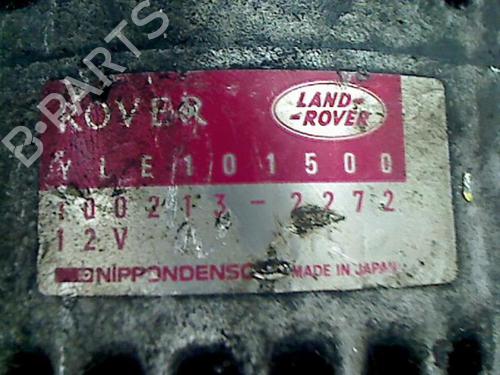 B-PARTS
ROVER
LAND-
-ROVER
YLE101500
100213-2272
12V
NIPPONDENSO MADE IN JAPAN